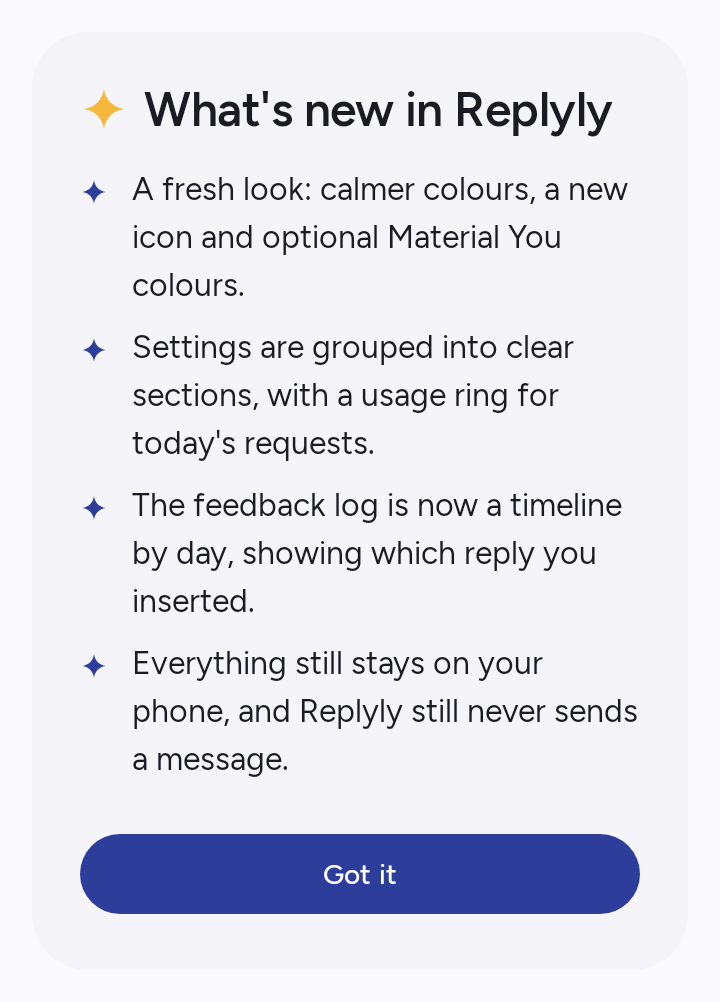 What's new in Replyly
A fresh look: calmer colours, a new
icon and optional Material You
colours.
Settings are grouped into clear
sections, with a usage ring for
today's requests.
The feedback log is now a timeline
by day, showing which reply you
inserted.
Everything still stays on your
phone, and Replyly still never sends
a message.
Got it